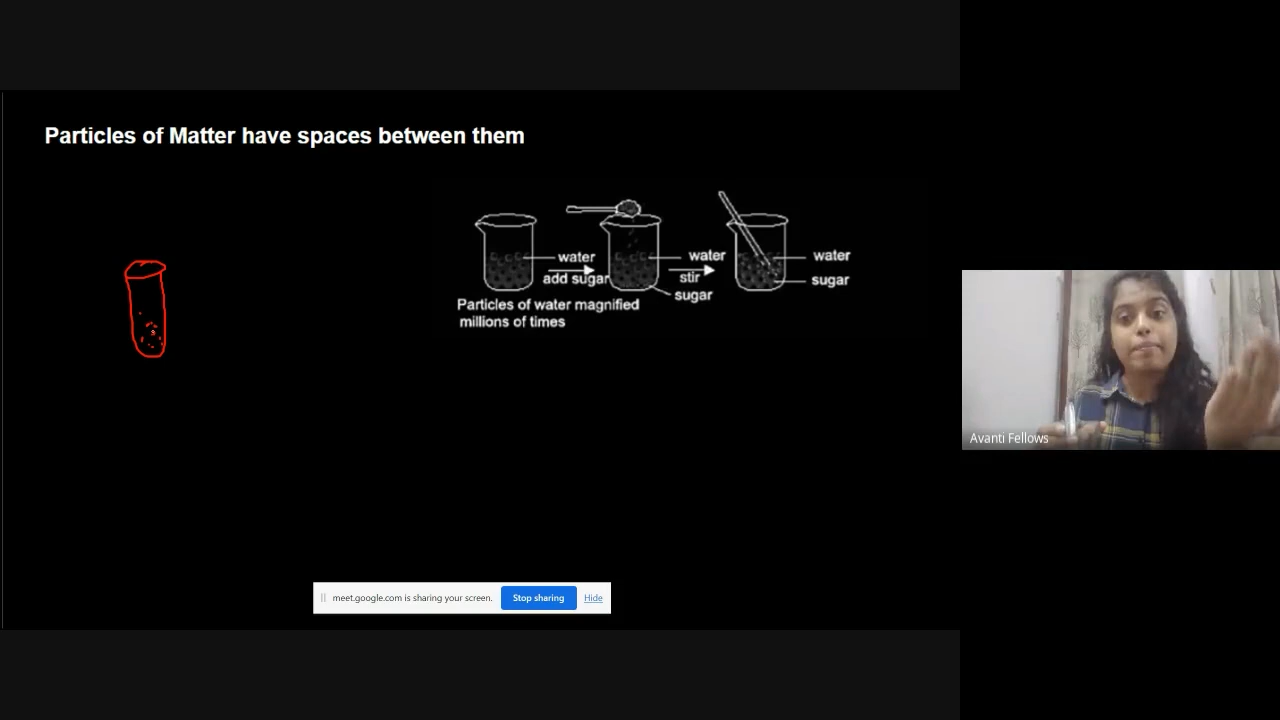 Particles of Matter have spaces between them
water
add sugar
water
stir
sugar
water
sugar
Particles of water magnified
millions of times
Avanti Fellows
meet.google.com is sharing your screen.
Stop sharing
Hide